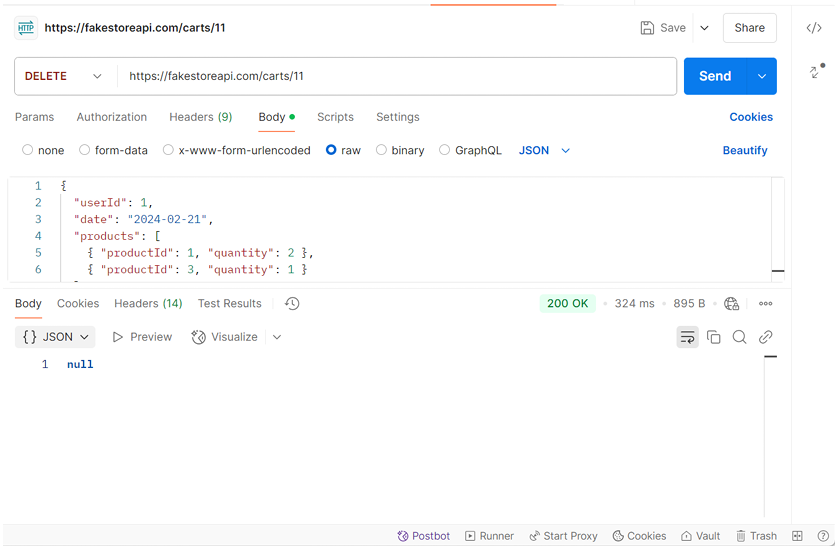 HTTP https://fakestoreapi.com/carts/11 Save Share
DELETE https://fakestoreapi.com/carts/11 Send
Params Authorization Headers (9) Body Scripts Settings Cookies
none form-data x-www-form-urlencoded raw binary GraphQL JSON Beautify
1 {
2 "userId": 1,
3 "date": "2024-02-21",
4 "products": [
5 { "productId": 1, "quantity": 2 },
6 { "productId": 3, "quantity": 1 }
Body Cookies Headers (14) Test Results 200 OK 324 ms 895 B
{} JSON Preview Visualize
1 null
Postbot Runner Start Proxy Cookies Vault Trash